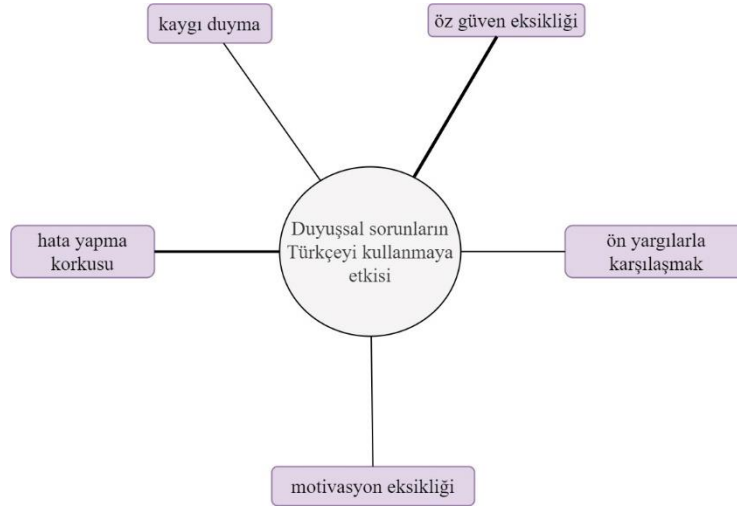 kaygı duyma
öz güven eksikliği
Duyuşsal sorunların
Türkçeyi kullanmaya
etkisi
hata yapma
korkusu
ön yargılarla
karşılaşmak
motivasyon eksikliği